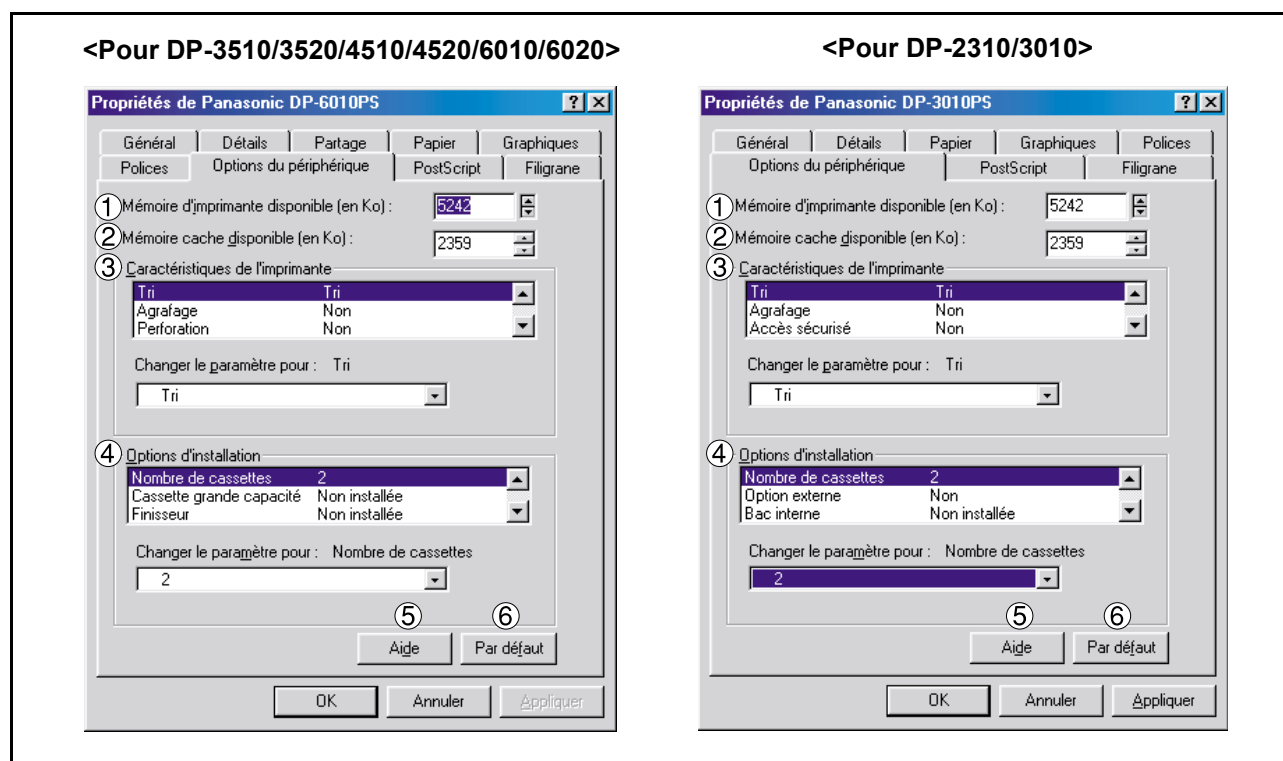 <Pour DP-3510/3520/4510/4520/6010/6020>
Propriétés de Panasonic DP-6010PS
Général Détails Partage Papier Graphiques
Polices Options du périphérique PostScript Filigrane
① Mémoire d'imprimante disponible (en Ko) : 5242
② Mémoire cache disponible (en Ko) : 2359
③ Caractéristiques de l'imprimante
Tri Tri
Agrafage Non
Perforation Non
Changer le paramètre pour : Tri
Tri
④ Options d'installation
Nombre de cassettes 2
Cassette grande capacité Non installée
Finisseur Non installée
Changer le paramètre pour : Nombre de cassettes
2
⑤ ⑥
Aide Par défaut
OK Annuler Appliquer
<Pour DP-2310/3010>
Propriétés de Panasonic DP-3010PS
Général Détails Papier Graphiques Polices
Options du périphérique PostScript Filigrane
① Mémoire d'imprimante disponible (en Ko) : 5242
② Mémoire cache disponible (en Ko) : 2359
③ Caractéristiques de l'imprimante
Tri Tri
Agrafage Non
Accès sécurisé Non
Changer le paramètre pour : Tri
Tri
④ Options d'installation
Nombre de cassettes 2
Option externe Non
Bac interne Non installée
Changer le paramètre pour : Nombre de cassettes
2
⑤ ⑥
Aide Par défaut
OK Annuler Appliquer